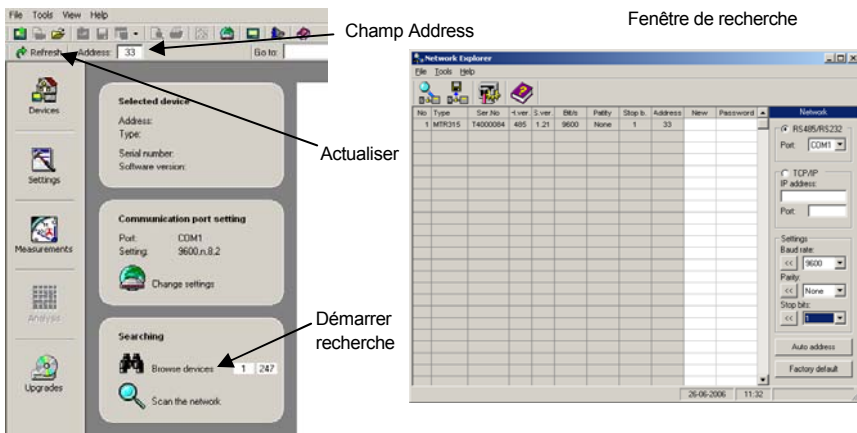 Fenêtre de recherche
File Tools View Help
Refresh Address: 33 Go to:
Champ Address
Devices
Settings
Measurements
Analysis
Upgrades
Selected device
Address:
Type:
Serial number:
Software version:
Actualiser
Communication port setting
Port: COM1
Setting: 9600,n,8,2
Change settings
Searching
Browse devices 1 247
Scan the network
Démarrer
recherche
Network Explorer
File Tools Help
No Type Ser.No S.ver. Bit/s Parity Stop b. Address New Password
1 MTR315 T4000084 485 1.21 9600 None 1 33
Network
RS485/RS232
Port: COM1
TCP/IP
IP address:
Port:
Settings
Baud rate:
<< 9600
Parity:
<< None
Stop bits:
<< 1
Auto address
Factory default
26-06-2006 11:32